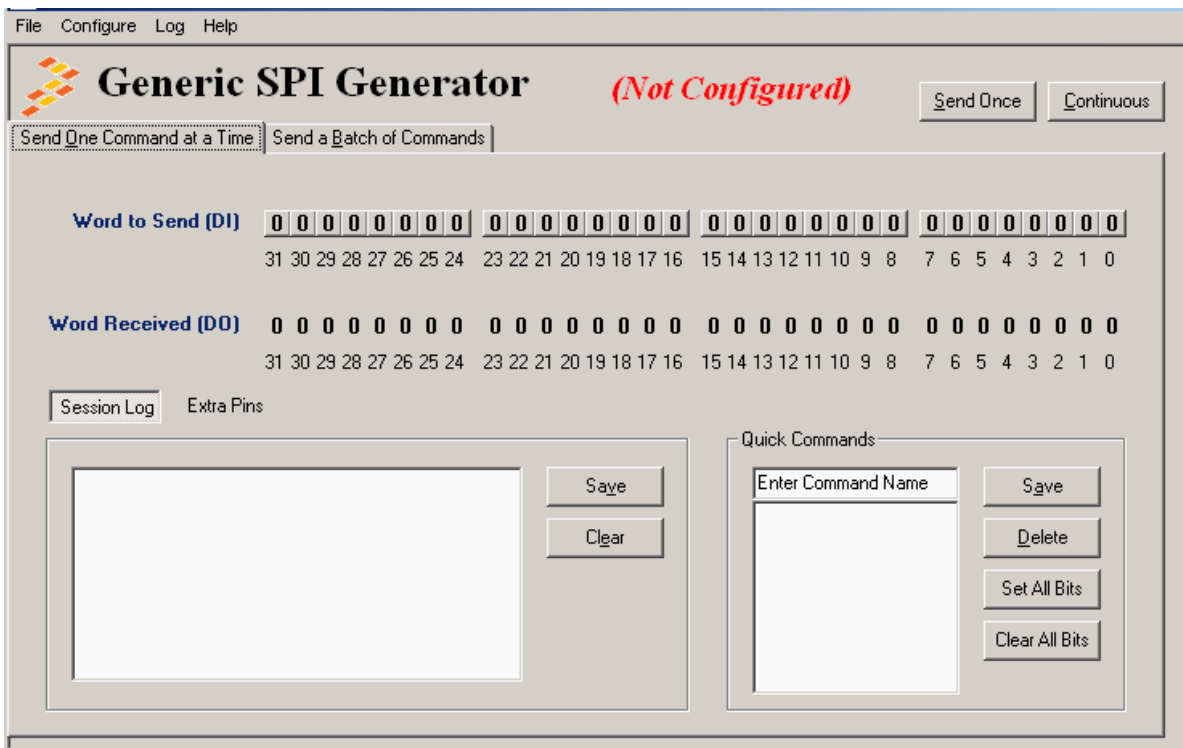 File Configure Log Help
Generic SPI Generator (Not Configured) Send Once Continuous
Send One Command at a Time Send a Batch of Commands
Word to Send (DI) 0 0 0 0 0 0 0 0 0 0 0 0 0 0 0 0 0 0 0 0 0 0 0 0 0 0 0 0 0 0 0 0
31 30 29 28 27 26 25 24 23 22 21 20 19 18 17 16 15 14 13 12 11 10 9 8 7 6 5 4 3 2 1 0
Word Received (DO) 0 0 0 0 0 0 0 0 0 0 0 0 0 0 0 0 0 0 0 0 0 0 0 0 0 0 0 0 0 0 0 0
31 30 29 28 27 26 25 24 23 22 21 20 19 18 17 16 15 14 13 12 11 10 9 8 7 6 5 4 3 2 1 0
Session Log Extra Pins
Save
Clear
Quick Commands
Enter Command Name
Save
Delete
Set All Bits
Clear All Bits